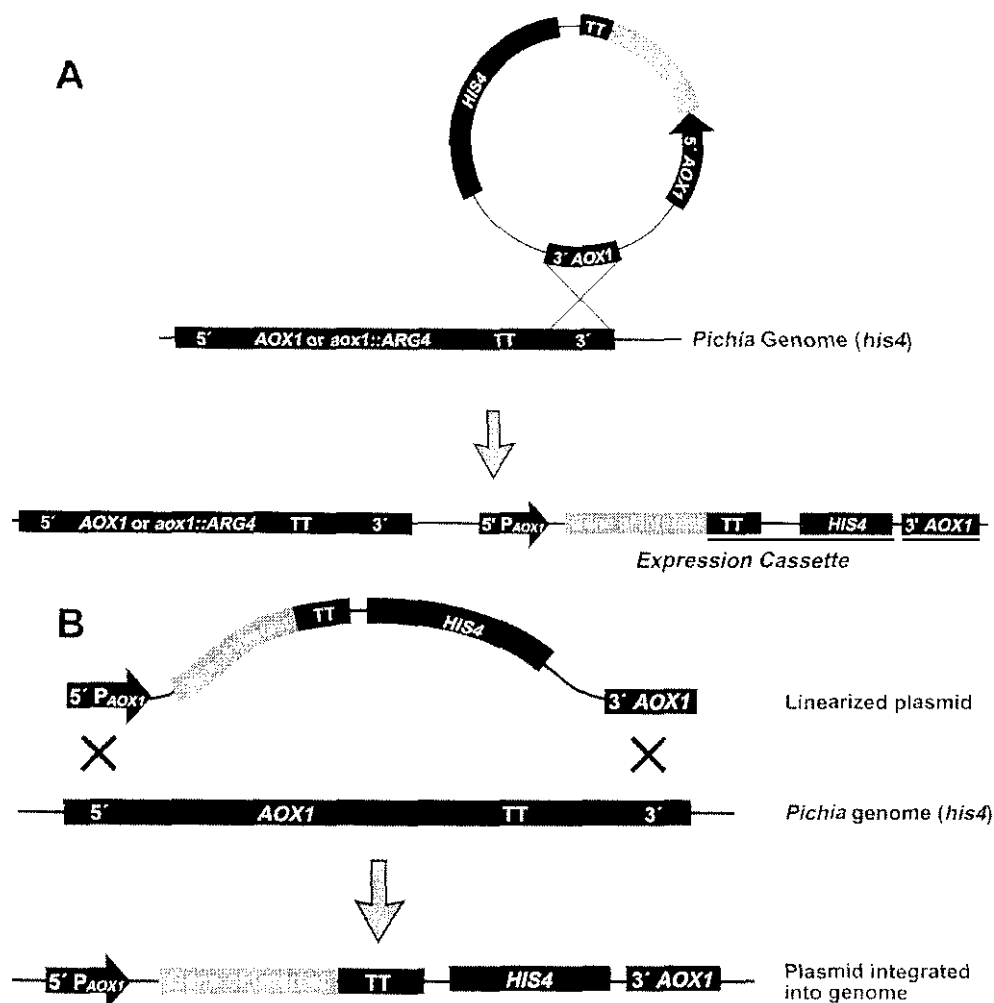 A
TT
HIS4
5´ AOX1
3´ AOX1
5´ AOX1 or aox1::ARG4 TT 3´
Pichia Genome (his4)
5´ AOX1 or aox1::ARG4 TT 3´ 5' PAOX1 TT HIS4 3' AOX1
Expression Cassette
B
TT
HIS4
5´ PAOX1
3´ AOX1
Linearized plasmid
5´ AOX1 TT 3´
Pichia genome (his4)
5´ PAOX1 TT HIS4 3´ AOX1
Plasmid integrated
into genome